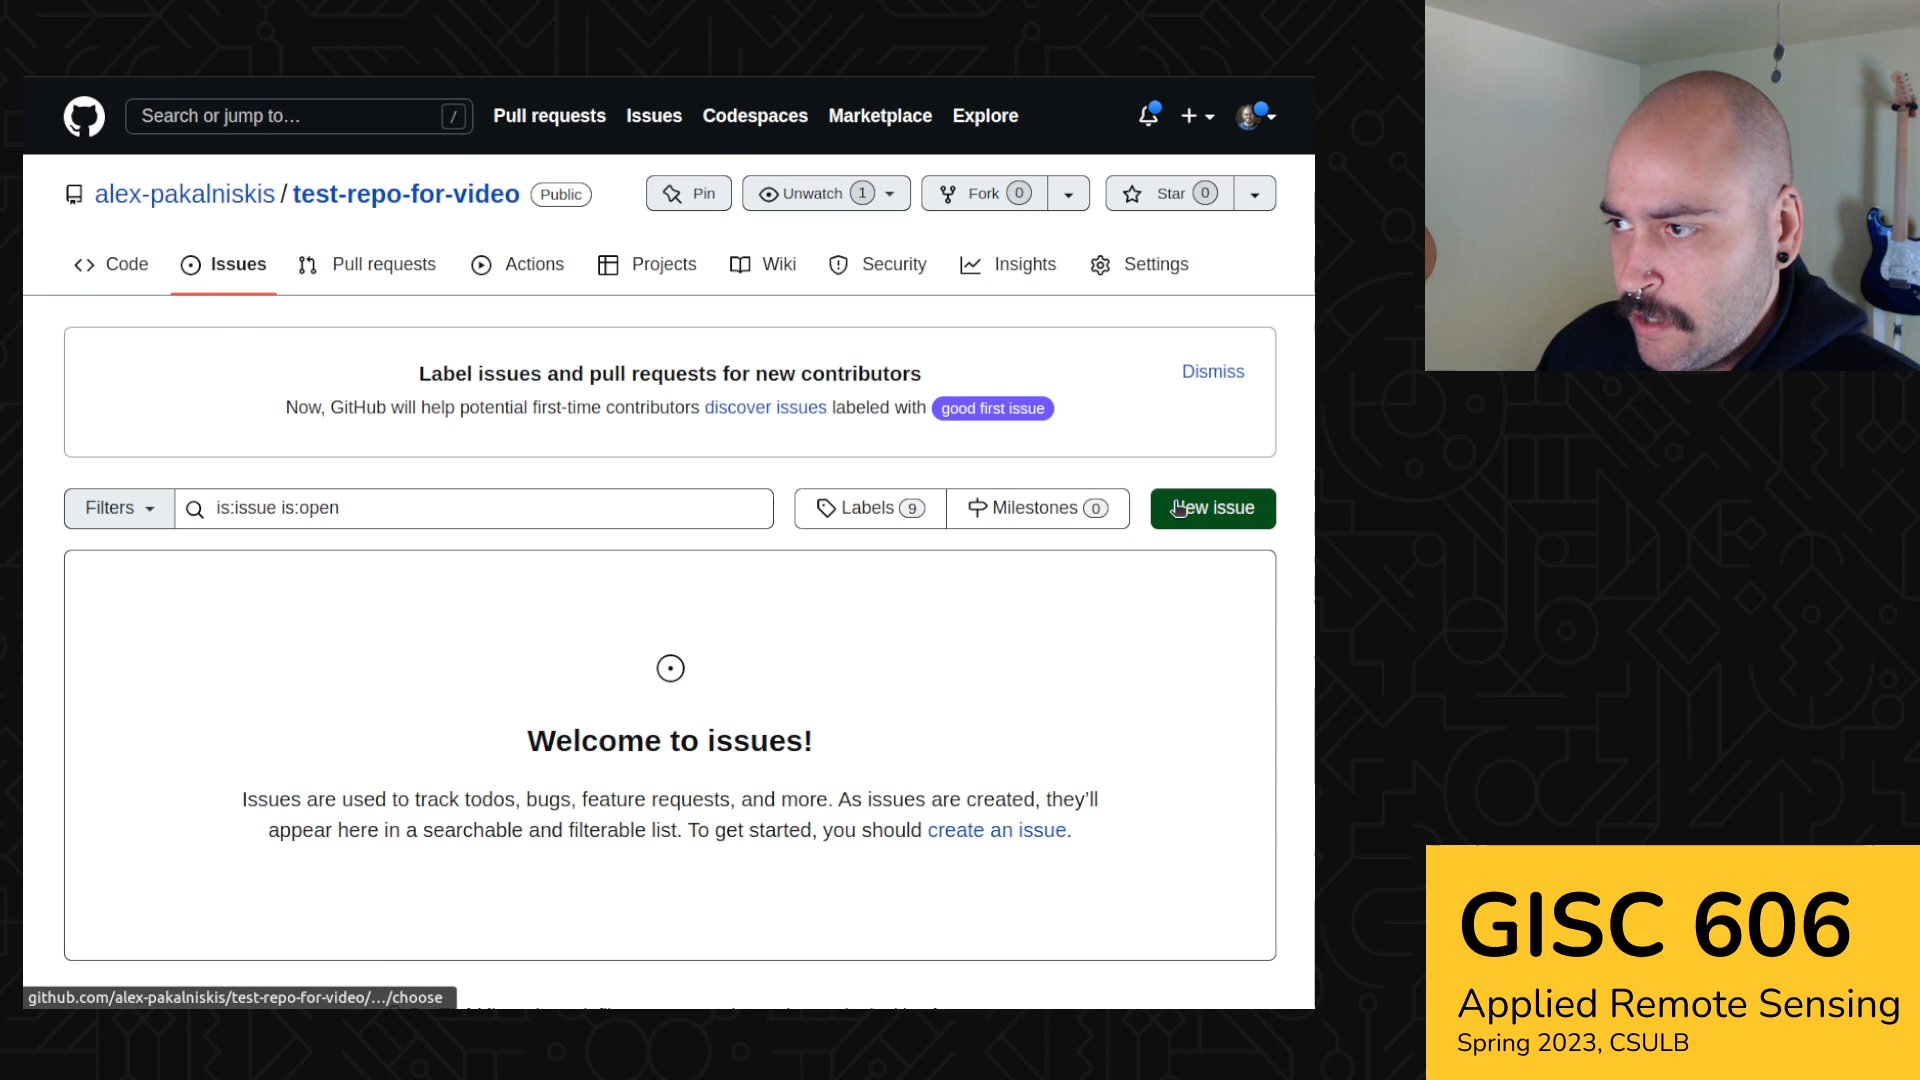 Search or jump to… /
Pull requests Issues Codespaces Marketplace Explore
alex-pakalniskis / test-repo-for-video Public
Pin Unwatch 1 Fork 0 Star 0
Code Issues Pull requests Actions Projects Wiki Security Insights Settings
Label issues and pull requests for new contributors
Dismiss
Now, GitHub will help potential first-time contributors discover issues labeled with good first issue
Filters is:issue is:open Labels 9 Milestones 0 New issue
Welcome to issues!
Issues are used to track todos, bugs, feature requests, and more. As issues are created, they'll
appear here in a searchable and filterable list. To get started, you should create an issue.
github.com/alex-pakalniskis/test-repo-for-video/…/choose
GISC 606
Applied Remote Sensing
Spring 2023, CSULB